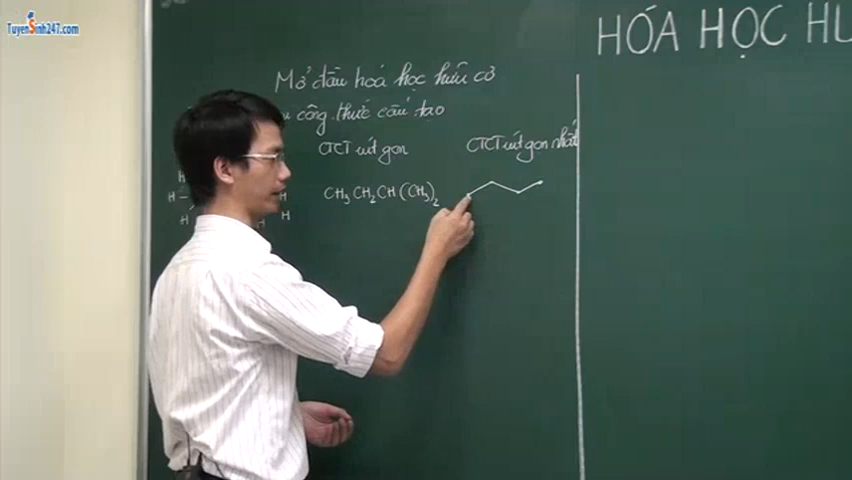 TuyenSinh247.com
HÓA HỌC HU
Mở đầu hoá học hữu cơ
công thức cấu tạo
CTCT rút gọn
CTCT rút gọn nhất
CH3 CH2 CH (CH3)2
H
H
H
H
H